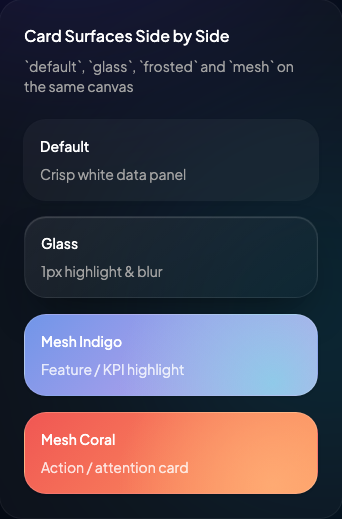 Card Surfaces Side by Side
`default`, `glass`, `frosted` and `mesh` on
the same canvas
Default
Crisp white data panel
Glass
1px highlight & blur
Mesh Indigo
Feature / KPI highlight
Mesh Coral
Action / attention card